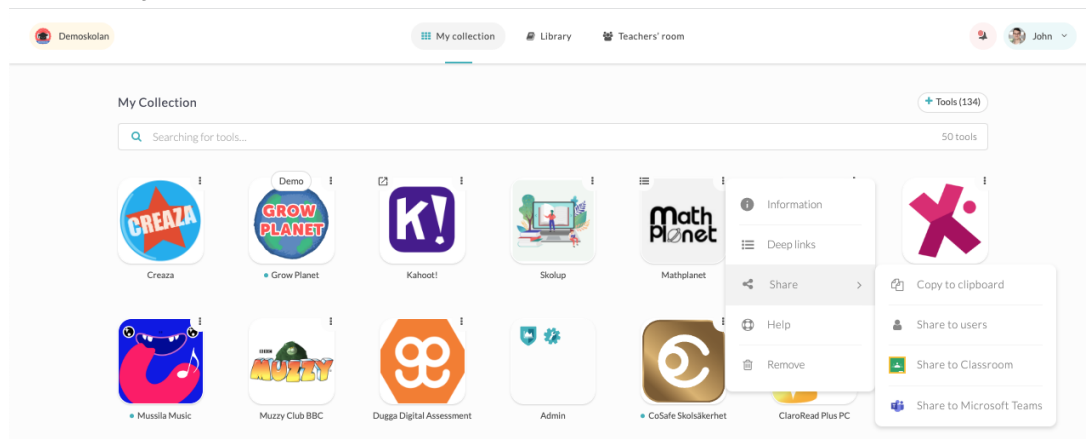 Demoskolan
My collection
Library
Teachers' room
John
My Collection
+ Tools (134)
Searching for tools...
50 tools
CREAZA
Demo
GROW
PLANET
K!
Math
Planet
Information
Deep links
Share
Help
Remove
Copy to clipboard
Share to users
Share to Classroom
Share to Microsoft Teams
Creaza
Grow Planet
Kahoot!
Skolup
Mathplanet
MUZZY
Mussila Music
Muzzy Club BBC
Dugga Digital Assessment
Admin
CoSafe Skolsäkerhet
ClaroRead Plus PC